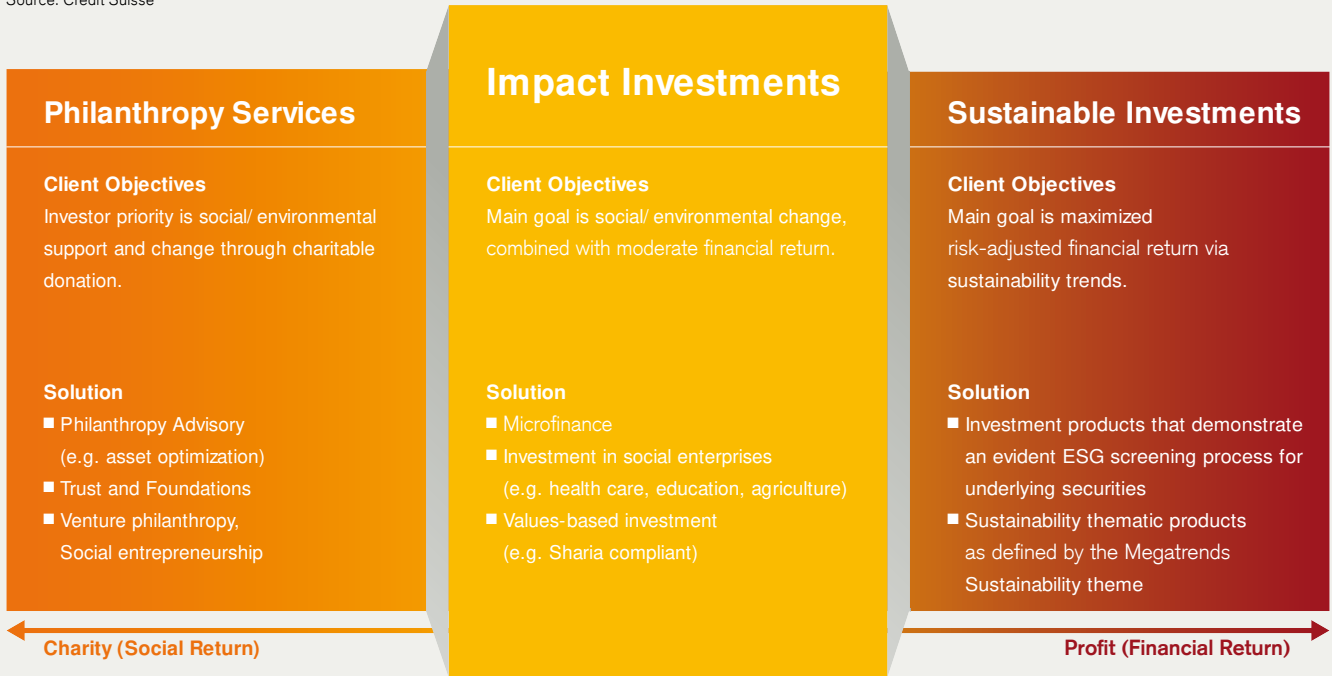 Source: Credit Suisse
Philanthropy Services
Client Objectives
Investor priority is social/ environmental
support and change through charitable
donation.
Solution
■ Philanthropy Advisory
(e.g. asset optimization)
■ Trust and Foundations
■ Venture philanthropy,
Social entrepreneurship
Impact Investments
Client Objectives
Main goal is social/ environmental change,
combined with moderate financial return.
Solution
■ Microfinance
■ Investment in social enterprises
(e.g. health care, education, agriculture)
■ Values-based investment
(e.g. Sharia compliant)
Sustainable Investments
Client Objectives
Main goal is maximized
risk-adjusted financial return via
sustainability trends.
Solution
■ Investment products that demonstrate
an evident ESG screening process for
underlying securities
■ Sustainability thematic products
as defined by the Megatrends
Sustainability theme
Charity (Social Return)
Profit (Financial Return)